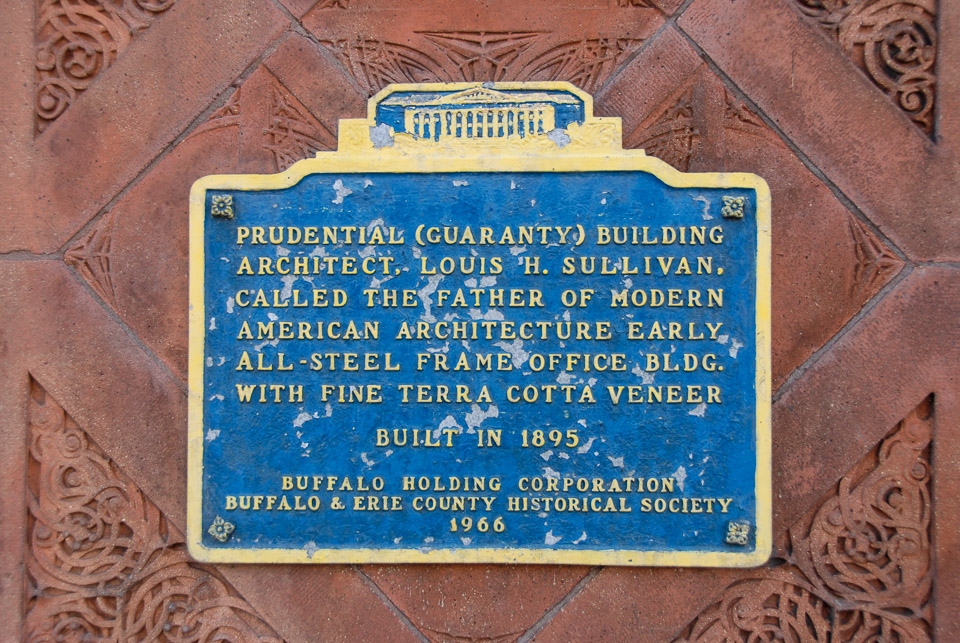 PRUDENTIAL (GUARANTY) BUILDING
ARCHITECT, LOUIS H. SULLIVAN,
CALLED THE FATHER OF MODERN
AMERICAN ARCHITECTURE EARLY
ALL-STEEL FRAME OFFICE BLDG.
WITH FINE TERRA COTTA VENEER
BUILT IN 1895
BUFFALO HOLDING CORPORATION
BUFFALO & ERIE COUNTY HISTORICAL SOCIETY
1966